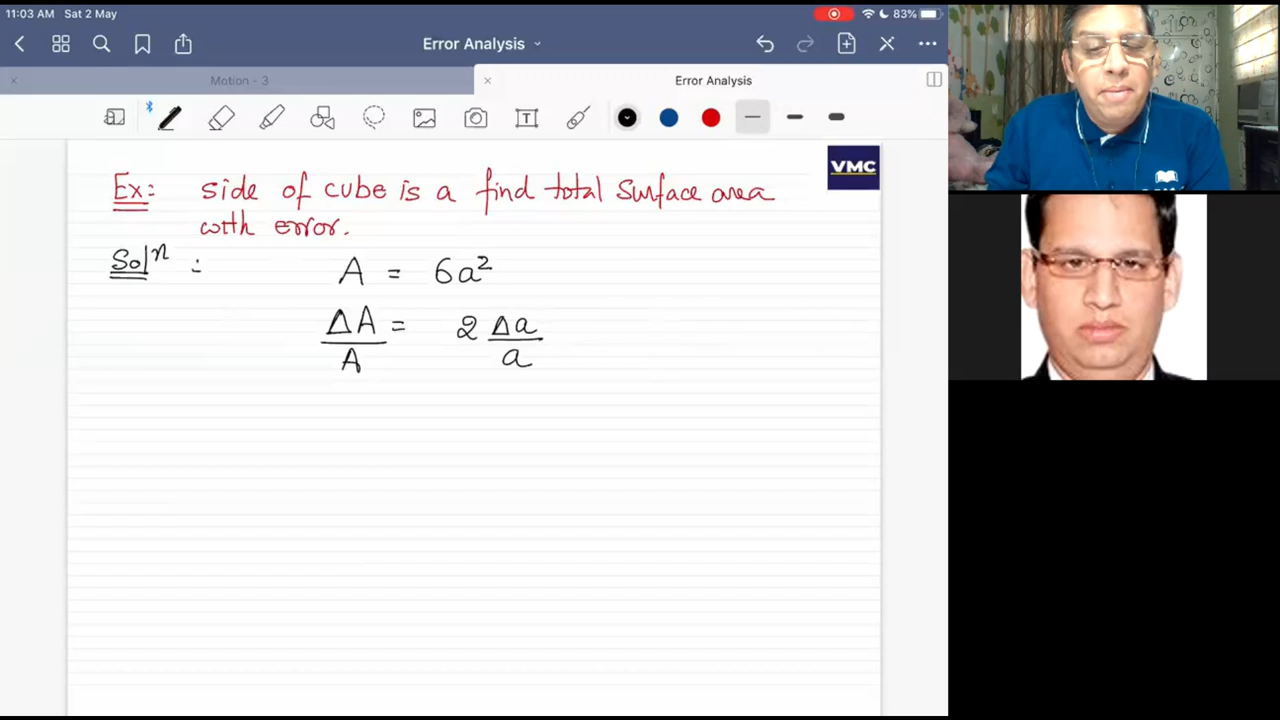 11:03 AM Sat 2 May
83%
Error Analysis
Motion - 3
Error Analysis
T
VMC
Ex: side of cube is a find total surface area
with error.
Solⁿ :
A = 6a²
ΔA/A = 2 Δa/a